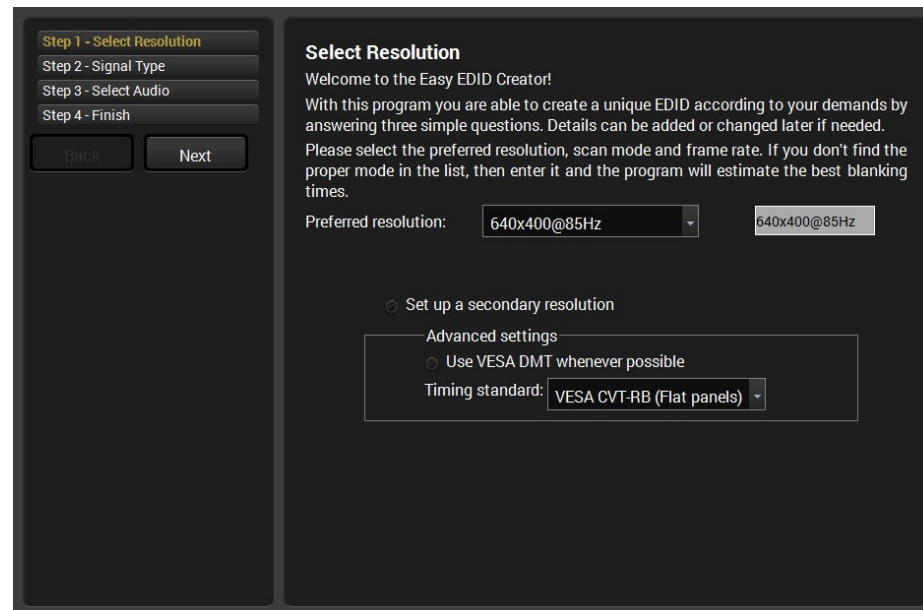 Step 1 - Select Resolution
Step 2 - Signal Type
Step 3 - Select Audio
Step 4 - Finish
Back
Next
Select Resolution
Welcome to the Easy EDID Creator!
With this program you are able to create a unique EDID according to your demands by
answering three simple questions. Details can be added or changed later if needed.
Please select the preferred resolution, scan mode and frame rate. If you don't find the
proper mode in the list, then enter it and the program will estimate the best blanking
times.
Preferred resolution:
640x400@85Hz
640x400@85Hz
Set up a secondary resolution
Advanced settings
Use VESA DMT whenever possible
Timing standard:
VESA CVT-RB (Flat panels)